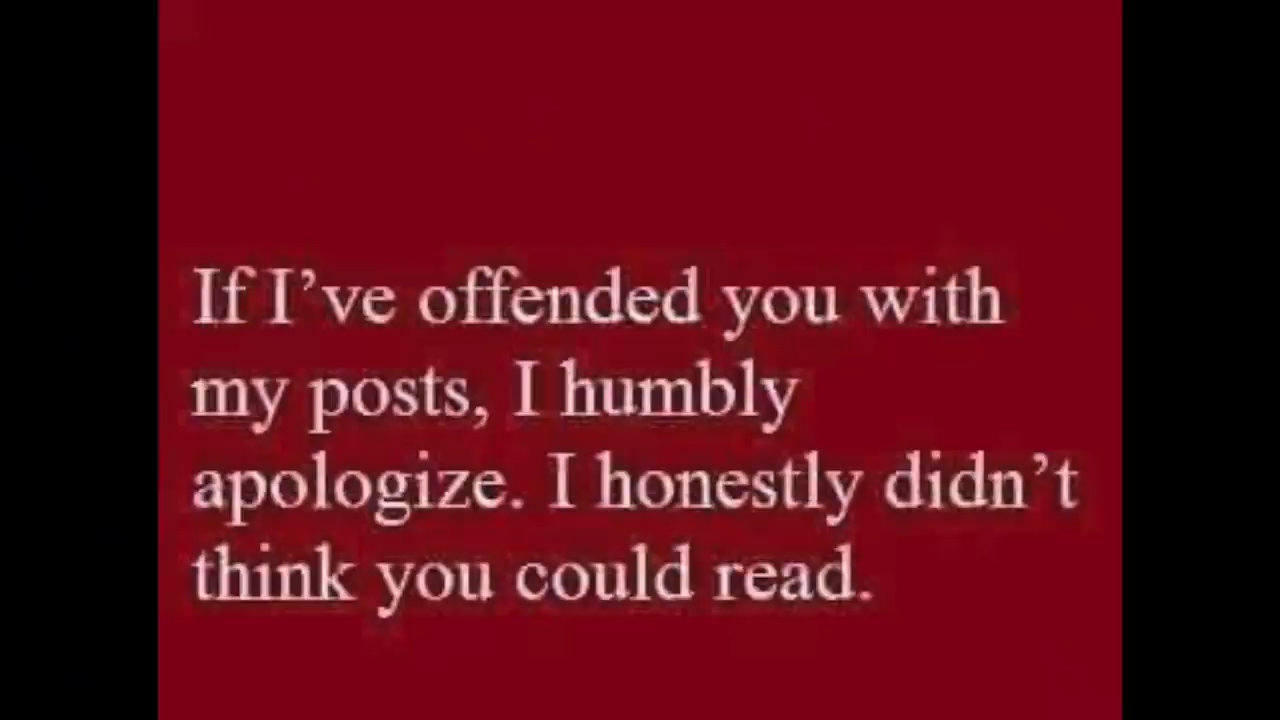 If I’ve offended you with
my posts, I humbly
apologize. I honestly didn’t
think you could read.